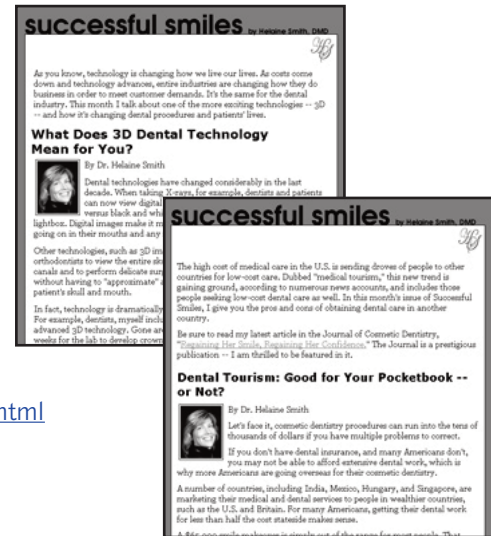 successful smiles by Helaine Smith, DMD
HS
As you know, technology is changing how we live our lives. As costs come
down and technology advances, entire industries are changing how they do
business in order to meet customer demands. It's the same for the dental
industry. This month I talk about one of the more exciting technologies -- 3D
-- and how it's changing dental procedures and patients' lives.
What Does 3D Dental Technology
Mean for You?
By Dr. Helaine Smith
Dental technologies have changed considerably in the last
decade. When taking X-rays, for example, dentists and patients
can now view digital
versus black and whi
lightbox. Digital images make it m
going on in their mouths and any
Other technologies, such as 3D im
orthodontists to view the entire sk
canals and to perform delicate sur
without having to "approximate" a
patient's skull and mouth.
In fact, technology is dramatically
For example, dentists, myself inclu
advanced 3D technology. Gone ar
weeks for the lab to develop crown
html
successful smiles by Helaine Smith, DMD
HS
The high cost of medical care in the U.S. is sending droves of people to other
countries for low-cost care. Dubbed "medical tourism," this new trend is
gaining ground, according to numerous news accounts, and includes those
people seeking low-cost dental care as well. In this month's issue of Successful
Smiles, I give you the pros and cons of obtaining dental care in another
country.
Be sure to read my latest article in the Journal of Cosmetic Dentistry,
"Regaining Her Smile, Regaining Her Confidence." The Journal is a prestigious
publication -- I am thrilled to be featured in it.
Dental Tourism: Good for Your Pocketbook --
or Not?
By Dr. Helaine Smith
Let's face it, cosmetic dentistry procedures can run into the tens of
thousands of dollars if you have multiple problems to correct.
If you don't have dental insurance, and many Americans don't,
you may not be able to afford extensive dental work, which is
why more Americans are going overseas for their cosmetic dentistry.
A number of countries, including India, Mexico, Hungary, and Singapore, are
marketing their medical and dental services to people in wealthier countries,
such as the U.S. and Britain. For many Americans, getting their dental work
for less than half the cost stateside makes sense.
A $65,000 smile makeover is simply out of the range for most people. That